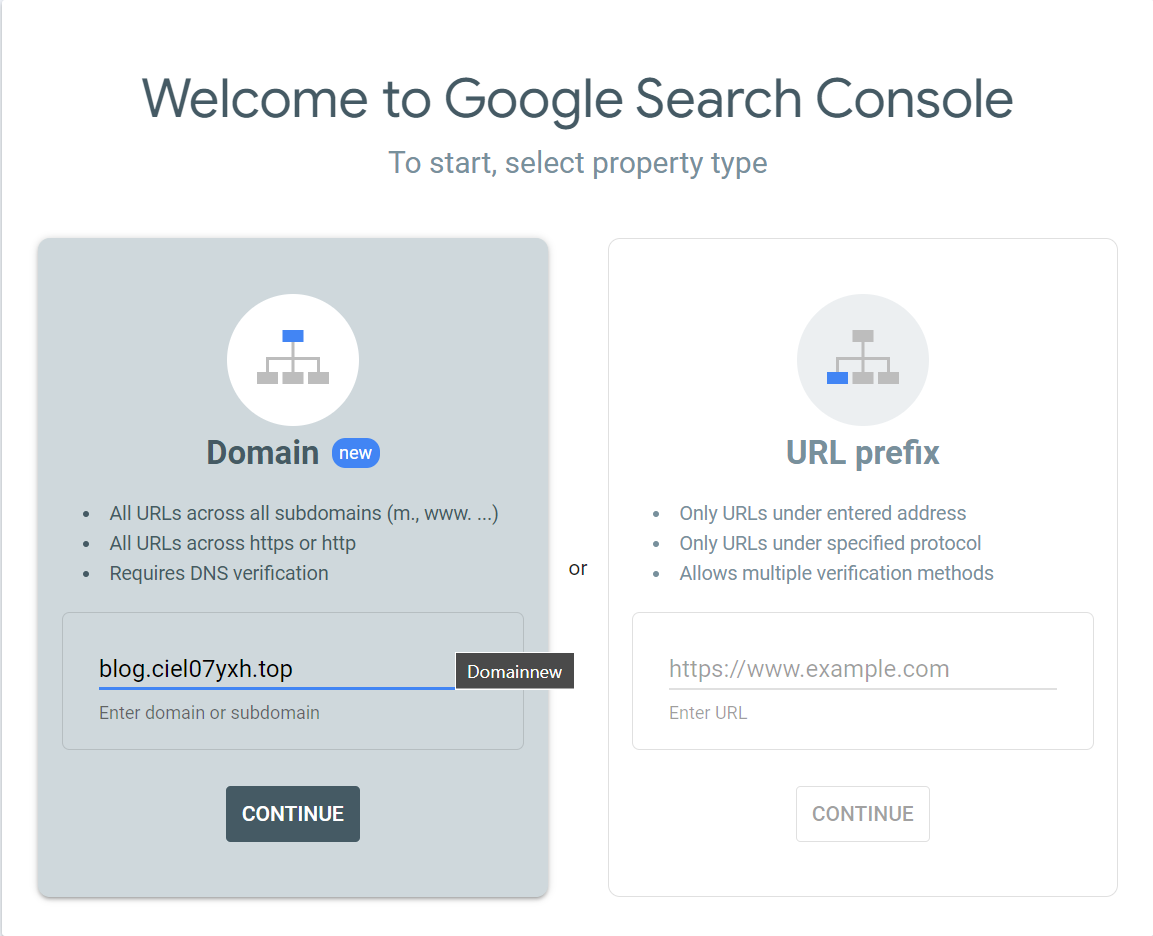 Welcome to Google Search Console
To start, select property type
Domain new
• All URLs across all subdomains (m., www. ...)
• All URLs across https or http
• Requires DNS verification
blog.ciel07yxh.top
Domainnew
Enter domain or subdomain
CONTINUE
or
URL prefix
• Only URLs under entered address
• Only URLs under specified protocol
• Allows multiple verification methods
https://www.example.com
Enter URL
CONTINUE